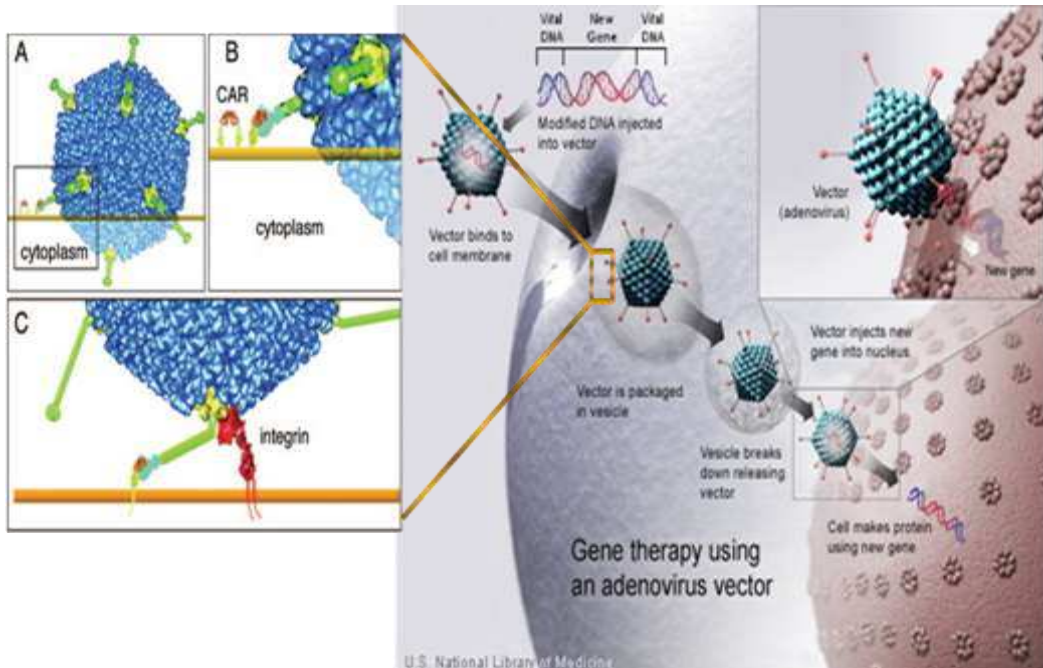 A
CAR
cytoplasm
B
CAR
cytoplasm
C
integrin
Vital
DNA
New
Gene
Vital
DNA
Modified DNA injected
into vector
Vector binds to
cell membrane
Vector is packaged
in vesicle
Vesicle breaks
down releasing
vector
Vector
(adenovirus)
New gene
Vector injects new
gene into nucleus
Cell makes protein
using new gene
Gene therapy using
an adenovirus vector
U.S. National Library of Medicine